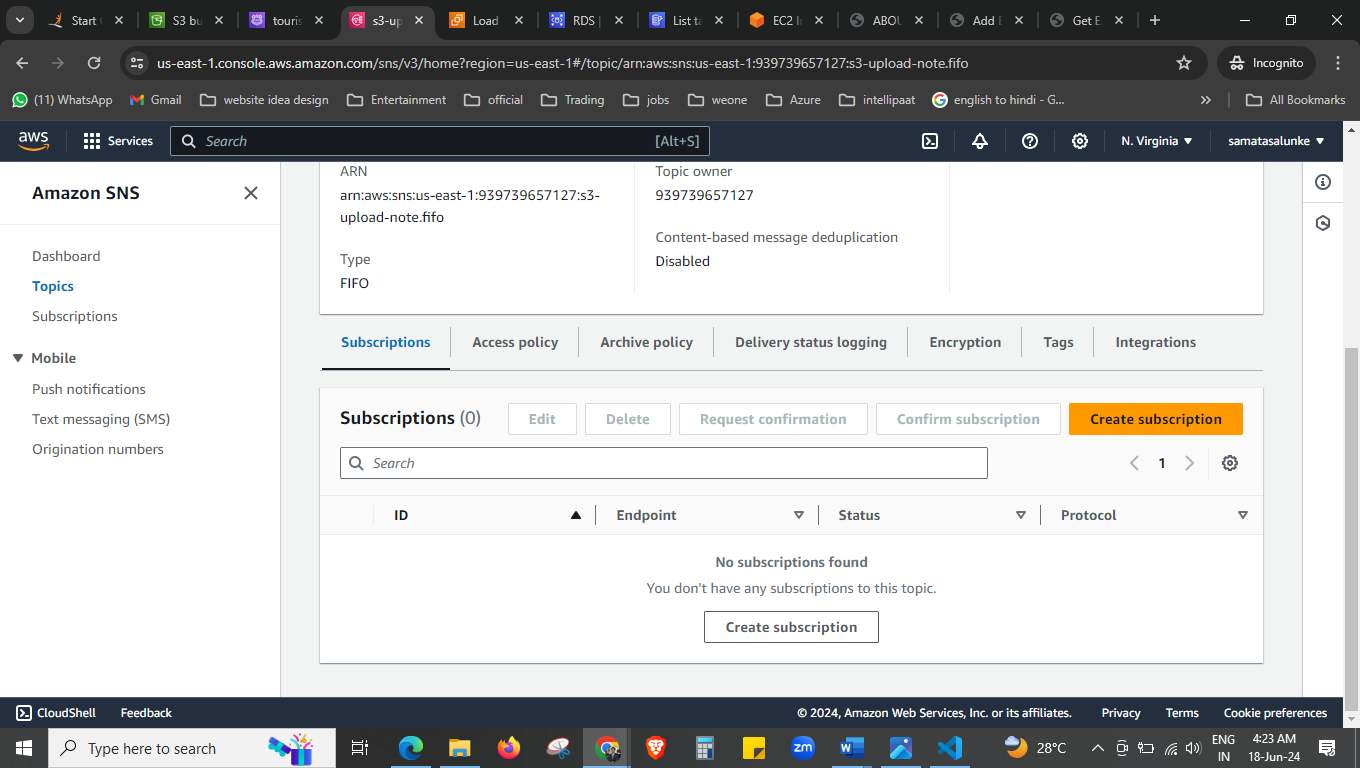 Start
S3 bu
touris
s3-up
Load
RDS |
List ta
EC2 In
ABOU
Add E
Get E
us-east-1.console.aws.amazon.com/sns/v3/home?region=us-east-1#/topic/arn:aws:sns:us-east-1:939739657127:s3-upload-note.fifo
Incognito
(11) WhatsApp
Gmail
website idea design
Entertainment
official
Trading
jobs
weone
Azure
intellipaat
english to hindi - G...
All Bookmarks
aws
Services
Search
[Alt+S]
N. Virginia
samatasalunke
Amazon SNS
Dashboard
Topics
Subscriptions
Mobile
Push notifications
Text messaging (SMS)
Origination numbers
ARN
arn:aws:sns:us-east-1:939739657127:s3-
upload-note.fifo
Type
FIFO
Topic owner
939739657127
Content-based message deduplication
Disabled
Subscriptions
Access policy
Archive policy
Delivery status logging
Encryption
Tags
Integrations
Subscriptions (0)
Edit
Delete
Request confirmation
Confirm subscription
Create subscription
Search
1
ID
Endpoint
Status
Protocol
No subscriptions found
You don't have any subscriptions to this topic.
Create subscription
CloudShell
Feedback
© 2024, Amazon Web Services, Inc. or its affiliates.
Privacy
Terms
Cookie preferences
Type here to search
zm
28°C
ENG
IN
4:23 AM
18-Jun-24